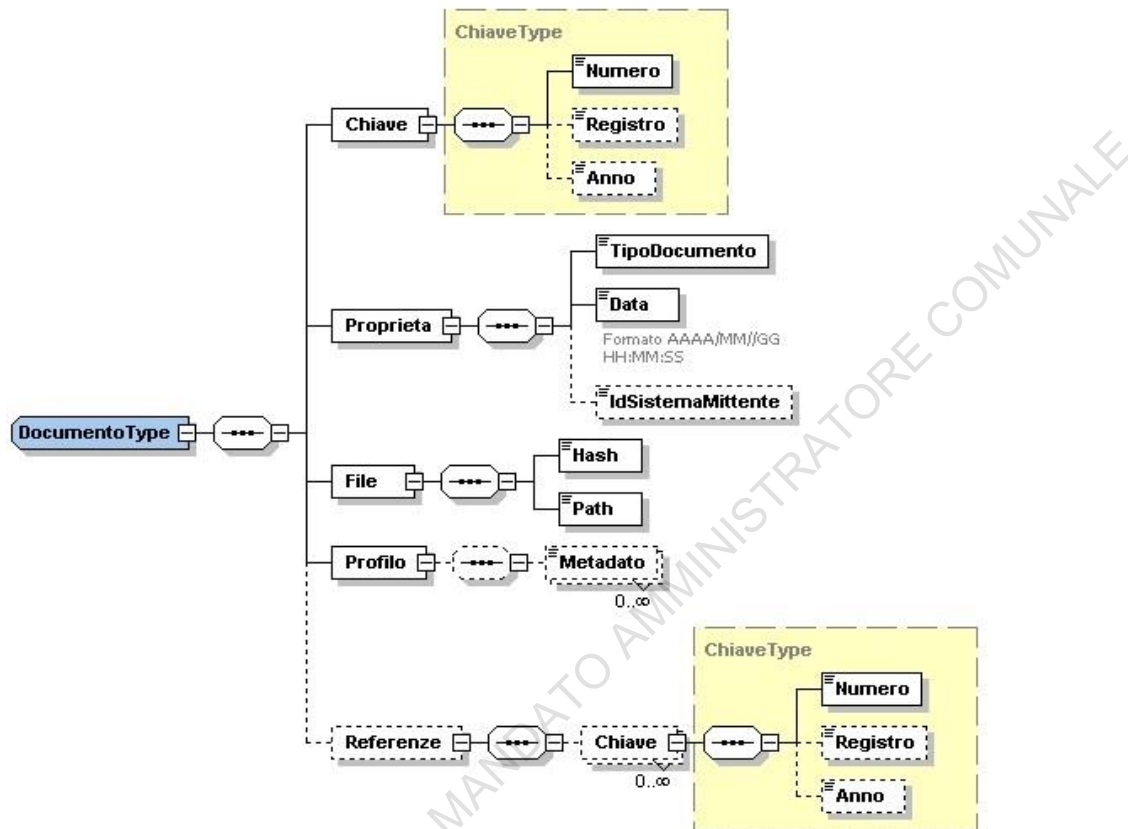 ChiaveType
Numero
Chiave
Registro
Anno
TipoDocumento
Proprieta
Data
Formato AAAA/MM//GG
HH:MM:SS
IdSistemaMittente
DocumentoType
Hash
File
Path
Profilo
Metadato
0..∞
ChiaveType
Numero
Referenze
Chiave
Registro
0..∞
Anno
MANDATO AMMINISTRATORE COMUNALE